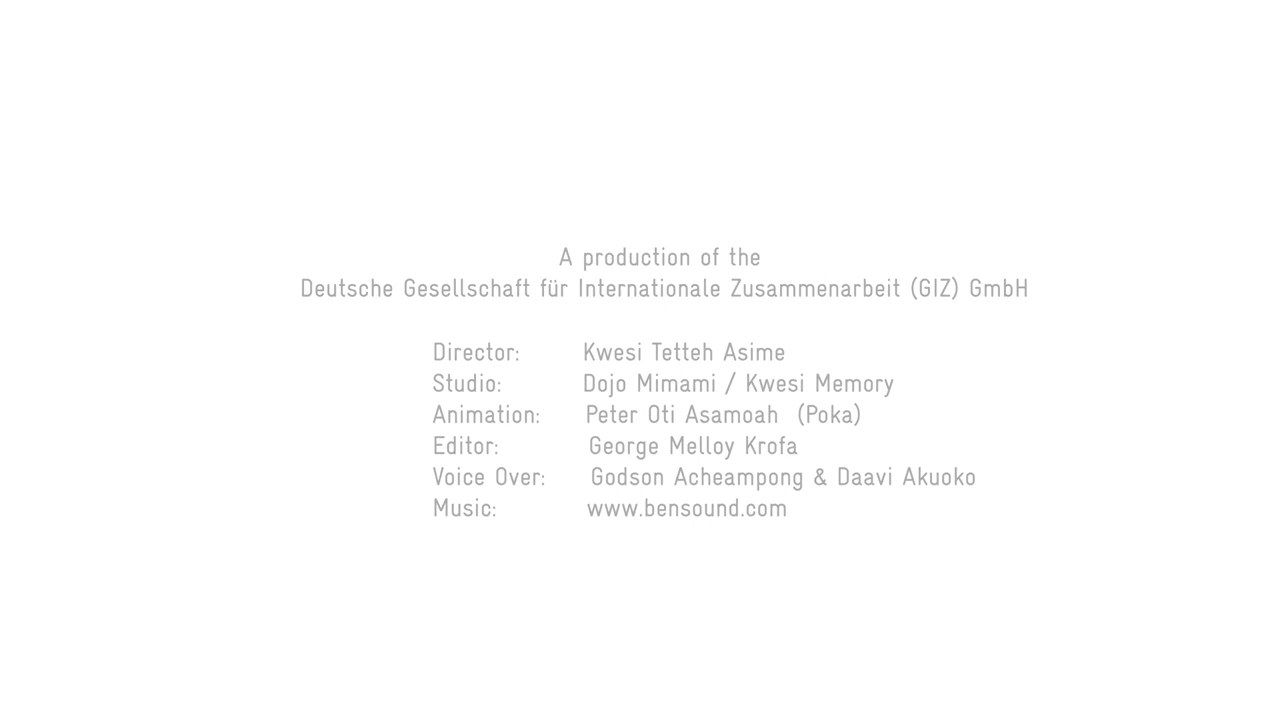 A production of the
Deutsche Gesellschaft für Internationale Zusammenarbeit (GIZ) GmbH
Director: Kwesi Tetteh Asime
Studio: Dojo Mimami / Kwesi Memory
Animation: Peter Oti Asamoah (Poka)
Editor: George Melloy Krofa
Voice Over: Godson Acheampong & Daavi Akuoko
Music: www.bensound.com